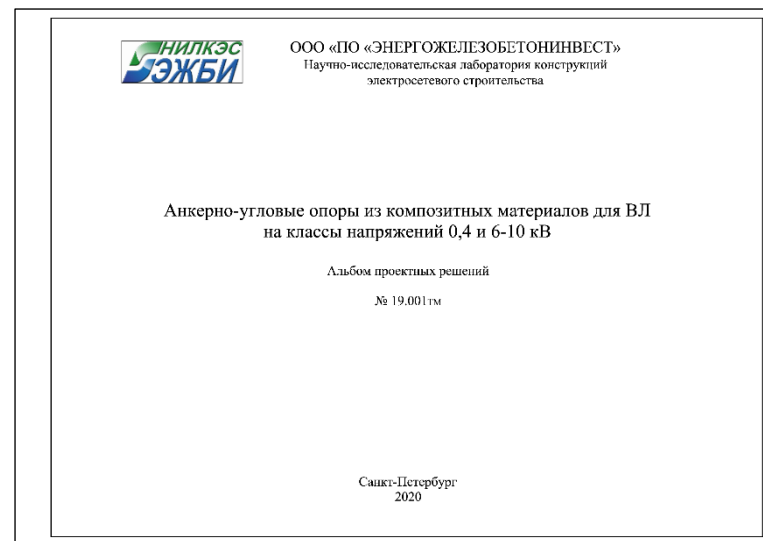 НИЛКЭС
ЭЖБИ
ООО «ПО «ЭНЕРГОЖЕЛЕЗОБЕТОНИНВЕСТ»
Научно-исследовательская лаборатория конструкций
электросетевого строительства
Анкерно-угловые опоры из композитных материалов для ВЛ
на классы напряжений 0,4 и 6-10 кВ
Альбом проектных решений
№ 19.001тм
Санкт-Петербург
2020